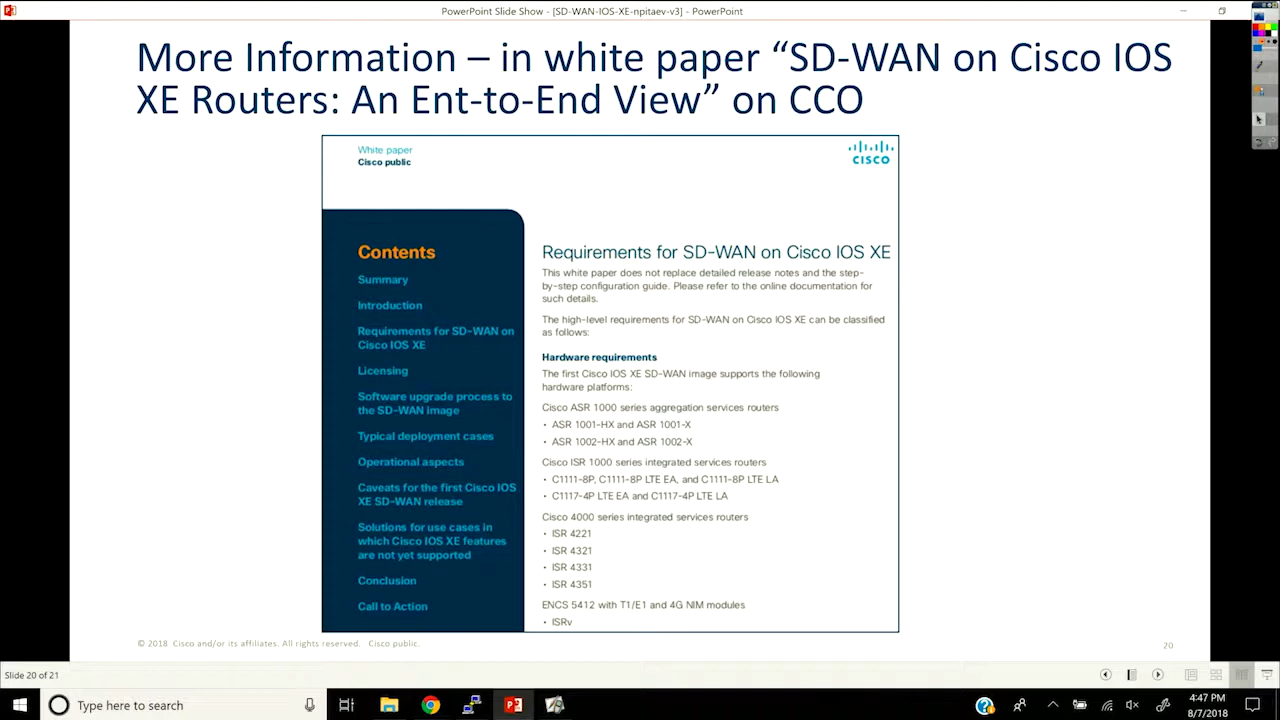 PowerPoint Slide Show - [SD-WAN-IOS-XE-npitaev-v3] - PowerPoint
More Information – in white paper “SD-WAN on Cisco IOS
XE Routers: An Ent-to-End View” on CCO
White paper
Cisco public
CISCO
Contents
Summary
Introduction
Requirements for SD-WAN on
Cisco IOS XE
Licensing
Software upgrade process to
the SD-WAN image
Typical deployment cases
Operational aspects
Caveats for the first Cisco IOS
XE SD-WAN release
Solutions for use cases in
which Cisco IOS XE features
are not yet supported
Conclusion
Call to Action
Requirements for SD-WAN on Cisco IOS XE
This white paper does not replace detailed release notes and the step-
by-step configuration guide. Please refer to the online documentation for
such details.
The high-level requirements for SD-WAN on Cisco IOS XE can be classified
as follows:
Hardware requirements
The first Cisco IOS XE SD-WAN image supports the following
hardware platforms:
Cisco ASR 1000 series aggregation services routers
• ASR 1001-HX and ASR 1001-X
• ASR 1002-HX and ASR 1002-X
Cisco ISR 1000 series integrated services routers
• C1111-8P, C1111-8P LTE EA, and C1111-8P LTE LA
• C1117-4P LTE EA and C1117-4P LTE LA
Cisco 4000 series integrated services routers
• ISR 4221
• ISR 4321
• ISR 4331
• ISR 4351
ENCS 5412 with T1/E1 and 4G NIM modules
• ISRv
© 2018 Cisco and/or its affiliates. All rights reserved. Cisco public.
20
Slide 20 of 21
Type here to search
4:47 PM
8/7/2018